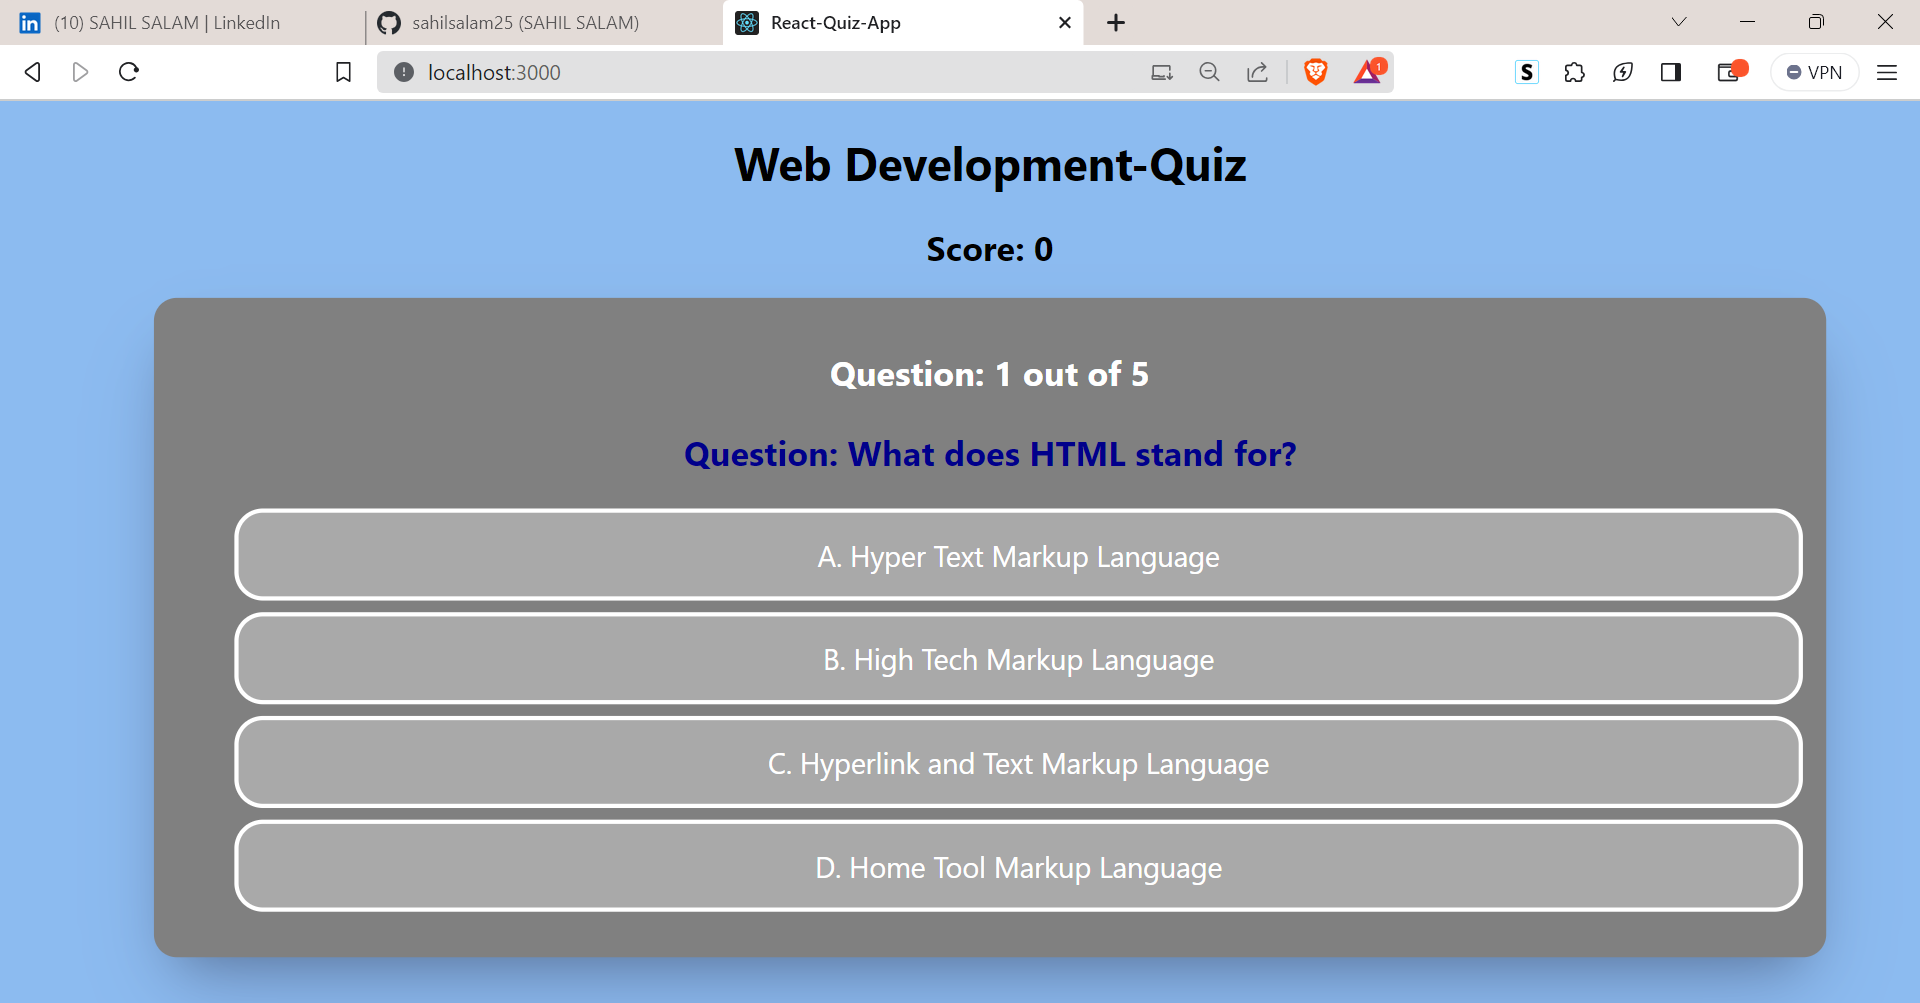 in (10) SAHIL SALAM | LinkedIn
sahilsalam25 (SAHIL SALAM)
React-Quiz-App
localhost:3000
1
S
VPN
Web Development-Quiz
Score: 0
Question: 1 out of 5
Question: What does HTML stand for?
A. Hyper Text Markup Language
B. High Tech Markup Language
C. Hyperlink and Text Markup Language
D. Home Tool Markup Language